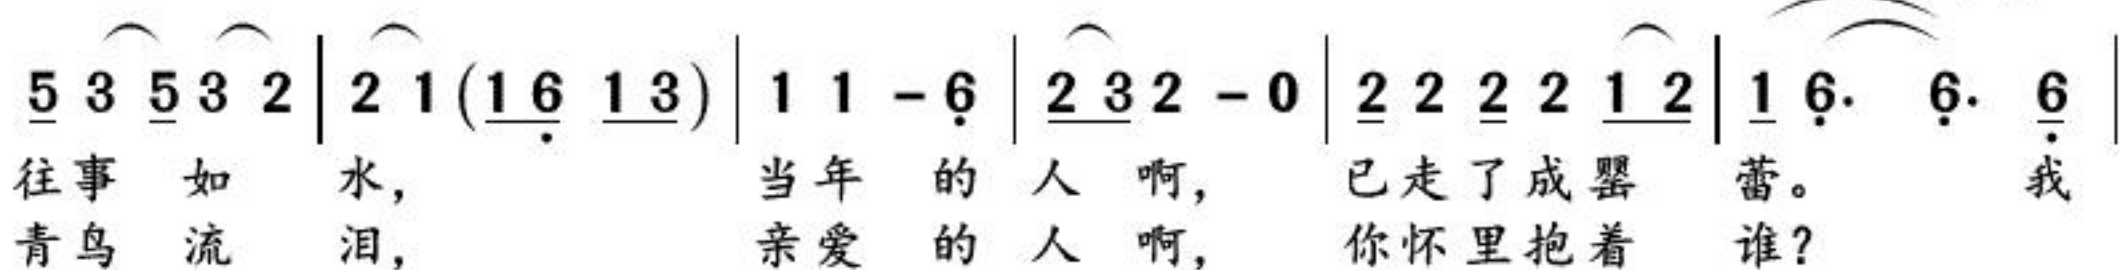 5 3 5 3 2 | 2 1 (1 6 1 3) | 1 1 - 6 | 2 3 2 - 0 | 2 2 2 2 1 2 | 1 6· 6· 6 |
往事 如 水, 当年 的 人 啊, 已走了成罂 蕾。 我
青鸟 流 泪, 亲爱 的 人 啊, 你怀里抱着 谁?